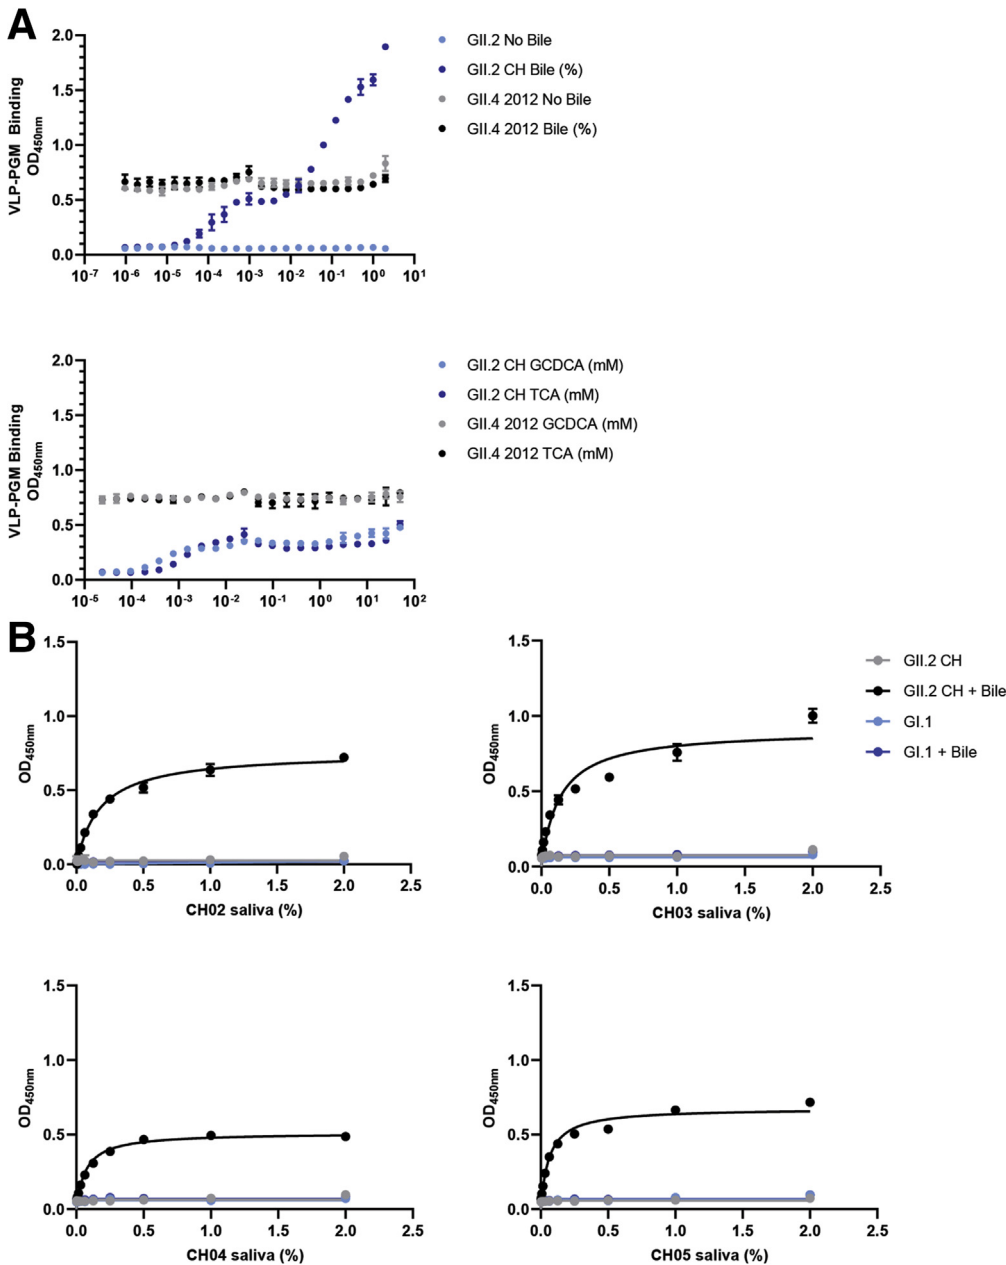 A
2.0
1.5
1.0
0.5
0.0
VLP-PGM Binding
OD450nm
10-7 10-6 10-5 10-4 10-3 10-2 10-1 100 101
GII.2 No Bile
GII.2 CH Bile (%)
GII.4 2012 No Bile
GII.4 2012 Bile (%)
2.0
1.5
1.0
0.5
0.0
VLP-PGM Binding
OD450nm
10-5 10-4 10-3 10-2 10-1 100 101 102
GII.2 CH GCDCA (mM)
GII.2 CH TCA (mM)
GII.4 2012 GCDCA (mM)
GII.4 2012 TCA (mM)
B
1.5
1.0
0.5
0.0
OD450nm
0.0 0.5 1.0 1.5 2.0 2.5
CH02 saliva (%)
1.5
1.0
0.5
0.0
OD450nm
0.0 0.5 1.0 1.5 2.0 2.5
CH03 saliva (%)
GII.2 CH
GII.2 CH + Bile
GI.1
GI.1 + Bile
1.5
1.0
0.5
0.0
OD450nm
0.0 0.5 1.0 1.5 2.0 2.5
CH04 saliva (%)
1.5
1.0
0.5
0.0
OD450nm
0.0 0.5 1.0 1.5 2.0 2.5
CH05 saliva (%)